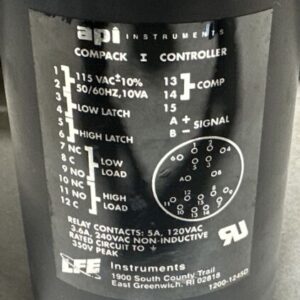 api INSTRUMENTS
COMPACK I CONTROLLER
1 115 VAC±10% 13 COMP
2 50/60HZ, 10VA 14
3 15
4 LOW LATCH A + SIGNAL
5 B -
6 HIGH LATCH
7 NC
8 C LOW LOAD
9 NO
10 NC
11 NO HIGH LOAD
12 C
RELAY CONTACTS: 5A, 120VAC
3.6A, 240VAC NON-INDUCTIVE
RATED CIRCUIT TO ⏚
350V PEAK
LFE Instruments
1900 South County Trail
East Greenwich, RI 02818
1200-1245D